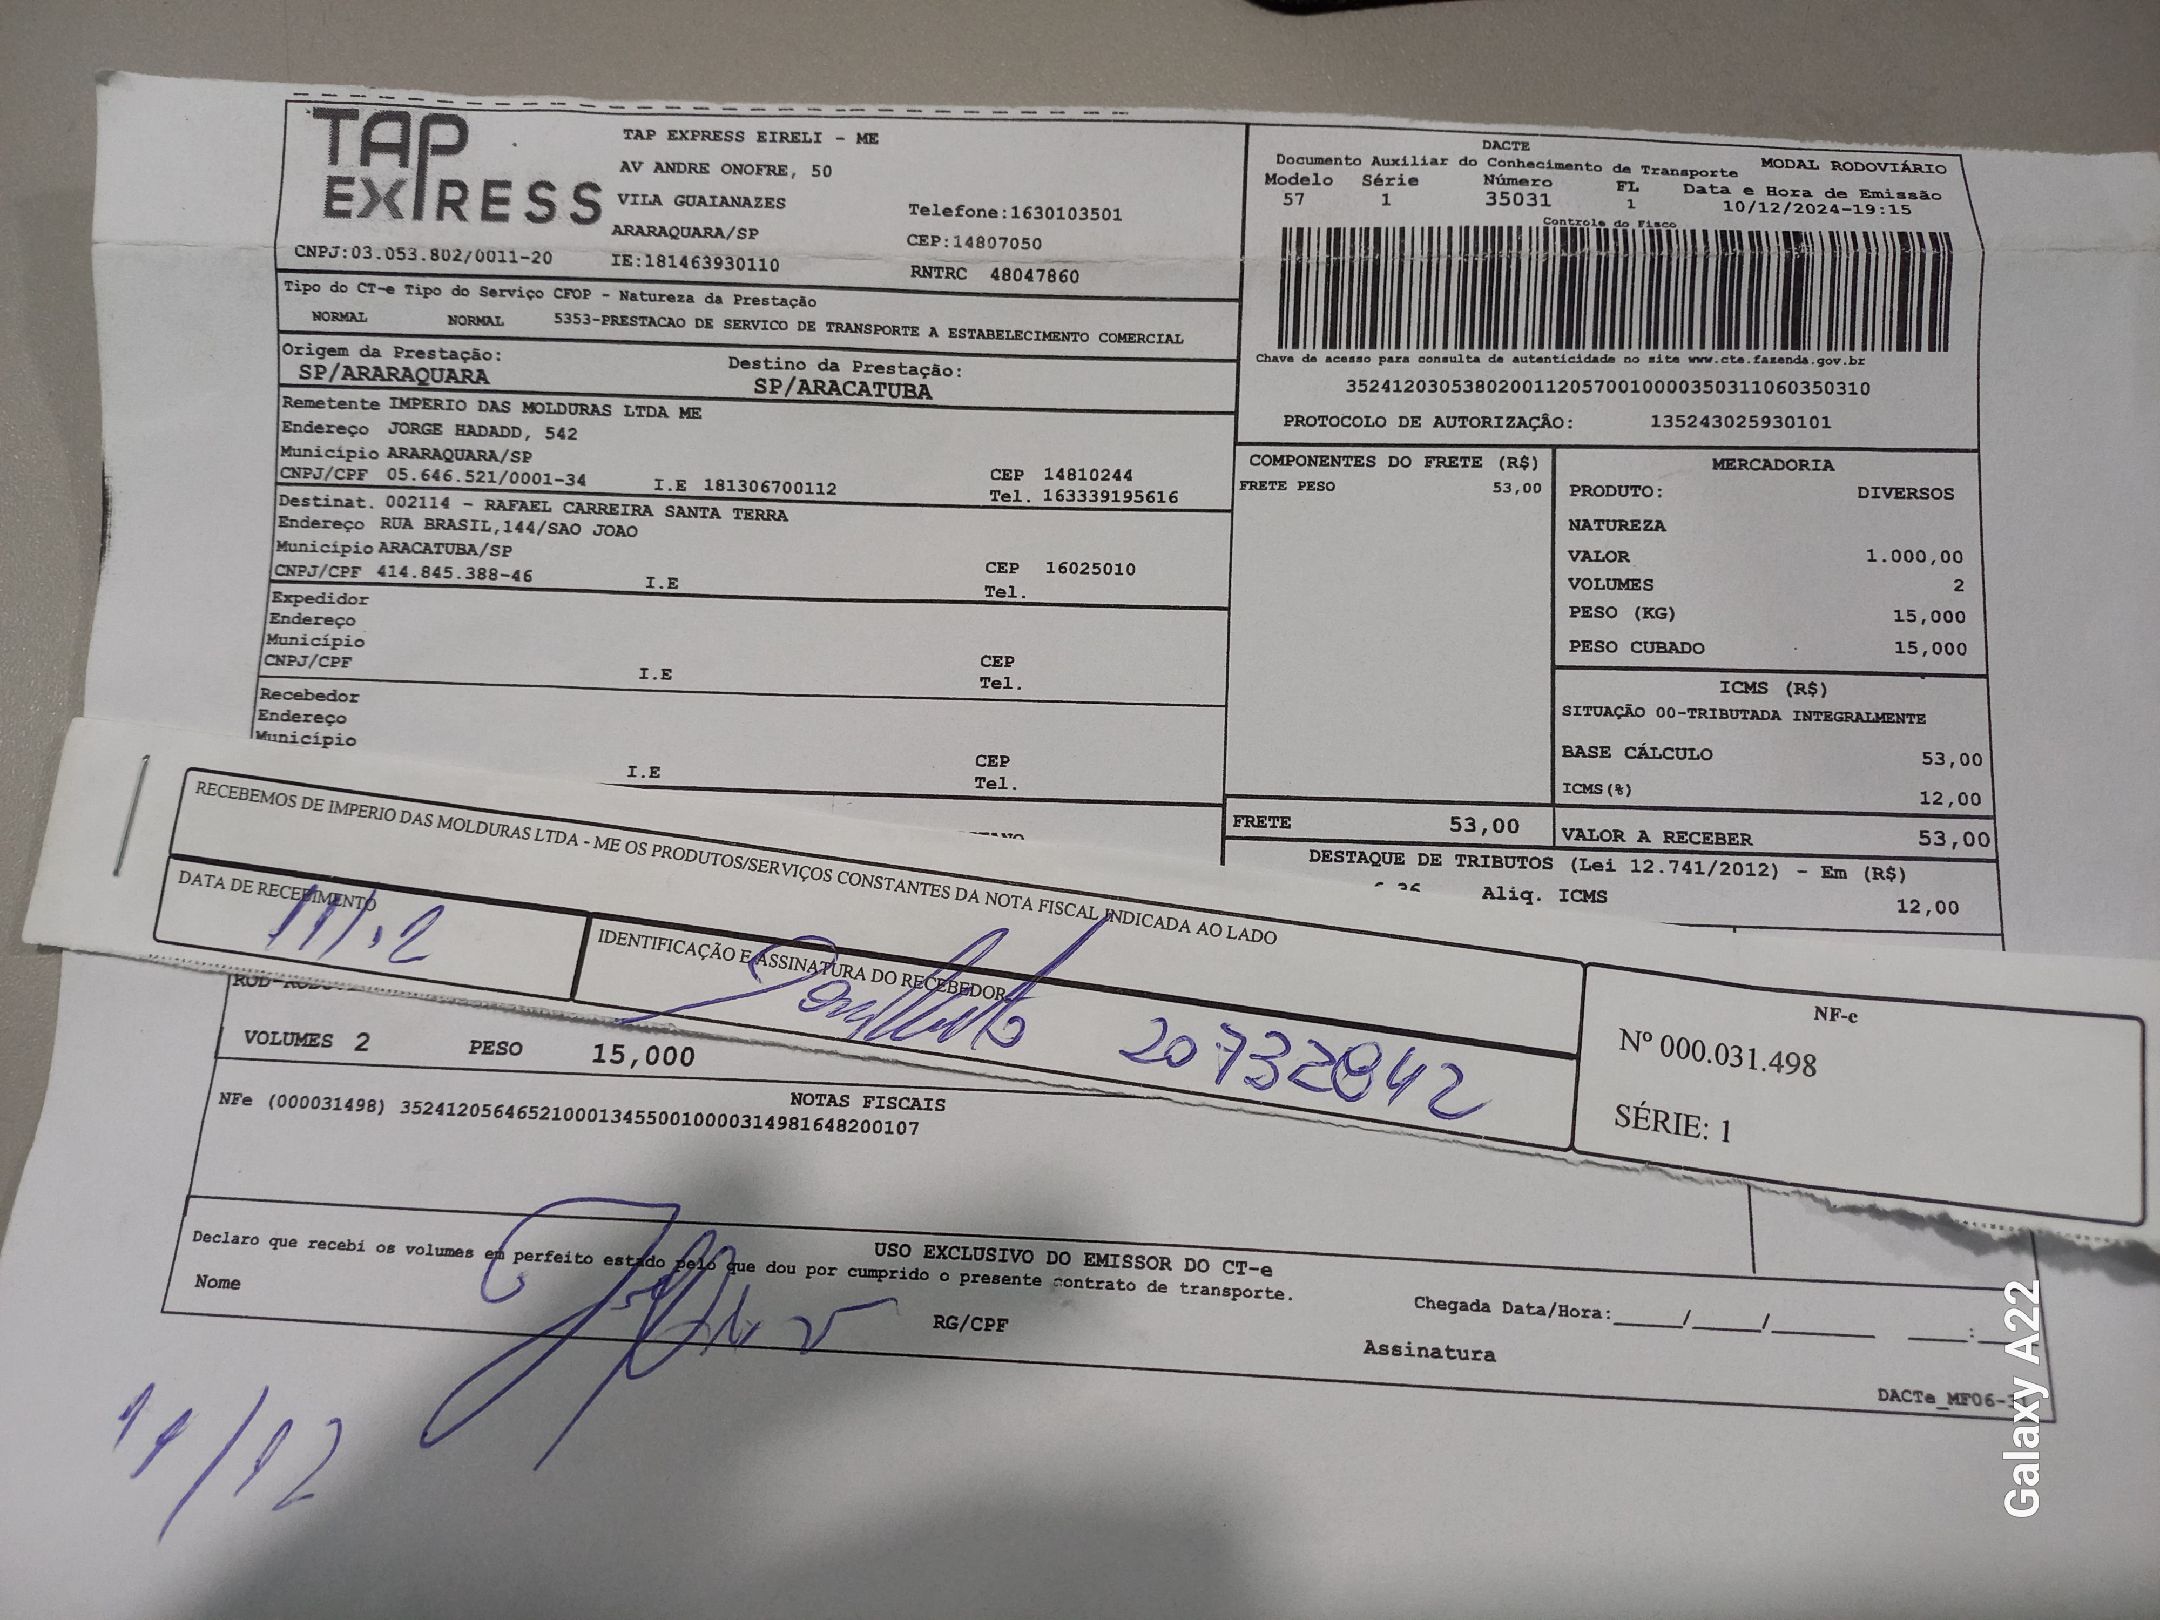 TAP EXPRESS
TAP EXPRESS EIRELI - ME
AV ANDRE ONOFRE, 50
VILA GUAIANAZES Telefone:1630103501
ARARAQUARA/SP CEP:14807050
CNPJ:03.053.802/0011-20 IE:181463930110 RNTRC 48047860
DACTE
Documento Auxiliar do Conhecimento de Transporte MODAL RODOVIÁRIO
Modelo Série Número FL Data e Hora de Emissão
57 1 35031 1 10/12/2024-19:15
Controle do Fisco
Chave de acesso para consulta de autenticidade no site www.cte.fazenda.gov.br
35241203053802001120570010000350311060350310
PROTOCOLO DE AUTORIZAÇÃO: 135243025930101
Tipo do CT-e Tipo do Serviço CFOP - Natureza da Prestação
NORMAL NORMAL 5353-PRESTACAO DE SERVICO DE TRANSPORTE A ESTABELECIMENTO COMERCIAL
Origem da Prestação: Destino da Prestação:
SP/ARARAQUARA SP/ARACATUBA
Remetente IMPERIO DAS MOLDURAS LTDA ME
Endereço JORGE HADADD, 542
Município ARARAQUARA/SP CEP 14810244
CNPJ/CPF 05.646.521/0001-34 I.E 181306700112 Tel. 163339195616
Destinat. 002114 - RAFAEL CARREIRA SANTA TERRA
Endereço RUA BRASIL,144/SAO JOAO
Município ARACATUBA/SP CEP 16025010
CNPJ/CPF 414.845.388-46 I.E Tel.
Expedidor
Endereço
Município CEP
CNPJ/CPF I.E Tel.
Recebedor
Endereço
Município CEP
I.E Tel.
COMPONENTES DO FRETE (R$)
FRETE PESO 53,00
FRETE 53,00
MERCADORIA
PRODUTO: DIVERSOS
NATUREZA
VALOR 1.000,00
VOLUMES 2
PESO (KG) 15,000
PESO CUBADO 15,000
ICMS (R$)
SITUAÇÃO 00-TRIBUTADA INTEGRALMENTE
BASE CÁLCULO 53,00
ICMS(%) 12,00
VALOR A RECEBER 53,00
DESTAQUE DE TRIBUTOS (Lei 12.741/2012) - Em (R$)
Aliq. ICMS 12,00
RECEBEMOS DE IMPERIO DAS MOLDURAS LTDA - ME OS PRODUTOS/SERVIÇOS CONSTANTES DA NOTA FISCAL INDICADA AO LADO
DATA DE RECEBIMENTO
IDENTIFICAÇÃO E ASSINATURA DO RECEBEDOR
20732842
NF-e
Nº 000.031.498
SÉRIE: 1
VOLUMES 2 PESO 15,000
NOTAS FISCAIS
NFe (000031498) 35241205646521000134550010000314981648200107
USO EXCLUSIVO DO EMISSOR DO CT-e
Declaro que recebi os volumes em perfeito estado pelo que dou por cumprido o presente contrato de transporte.
Nome RG/CPF Chegada Data/Hora:_____/_____/_______ ____:
Assinatura
DACTe_MF06-
11/12
Galaxy A22